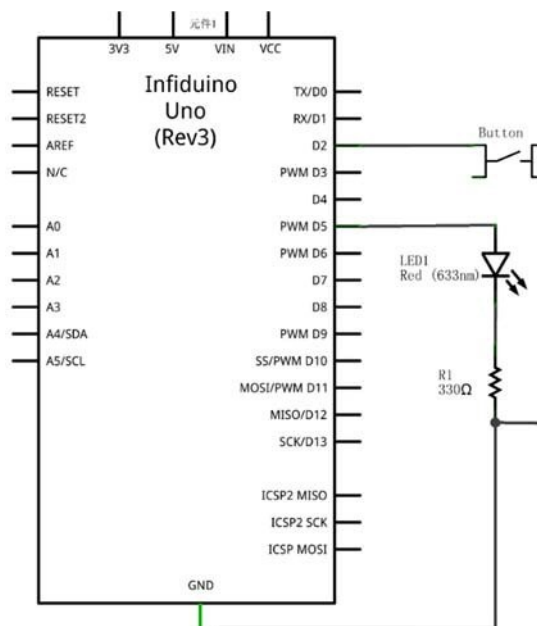 元件1
3V3 5V VIN VCC
Infiduino
Uno
(Rev3)
RESET
RESET2
AREF
N/C
A0
A1
A2
A3
A4/SDA
A5/SCL
TX/D0
RX/D1
D2
PWM D3
D4
PWM D5
PWM D6
D7
D8
PWM D9
SS/PWM D10
MOSI/PWM D11
MISO/D12
SCK/D13
ICSP2 MISO
ICSP2 SCK
ICSP MOSI
GND
Button
LED1
Red (633nm)
R1
330Ω